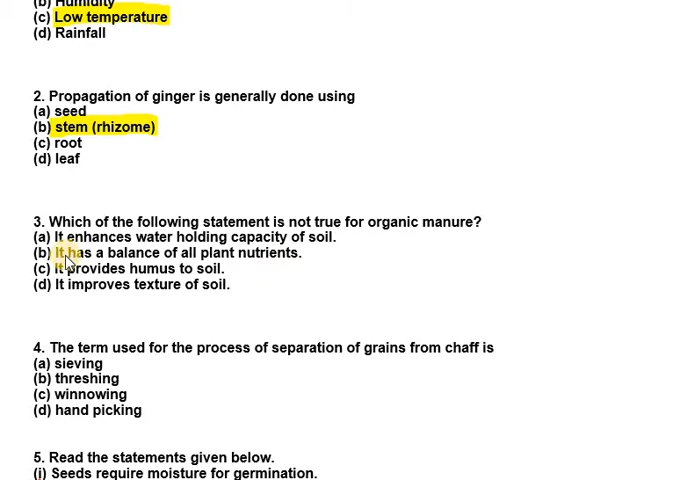 (b) Humidity
(c) Low temperature
(d) Rainfall
2. Propagation of ginger is generally done using
(a) seed
(b) stem (rhizome)
(c) root
(d) leaf
3. Which of the following statement is not true for organic manure?
(a) It enhances water holding capacity of soil.
(b) It has a balance of all plant nutrients.
(c) It provides humus to soil.
(d) It improves texture of soil.
4. The term used for the process of separation of grains from chaff is
(a) sieving
(b) threshing
(c) winnowing
(d) hand picking
5. Read the statements given below.
(i) Seeds require moisture for germination.